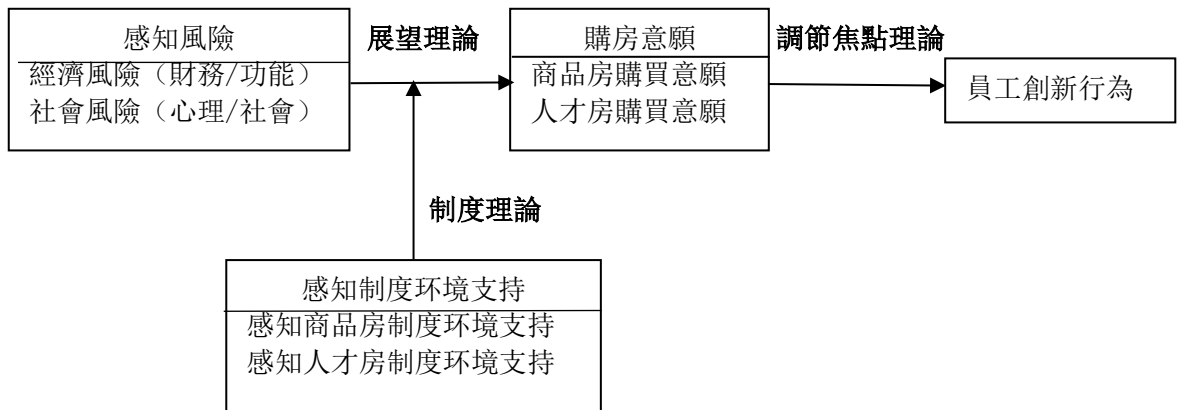 感知風險
經濟風險（財務/功能）
社會風險（心理/社會）
展望理論
購房意願
商品房購買意願
人才房購買意願
調節焦點理論
員工創新行為
制度理論
感知制度环境支持
感知商品房制度环境支持
感知人才房制度环境支持